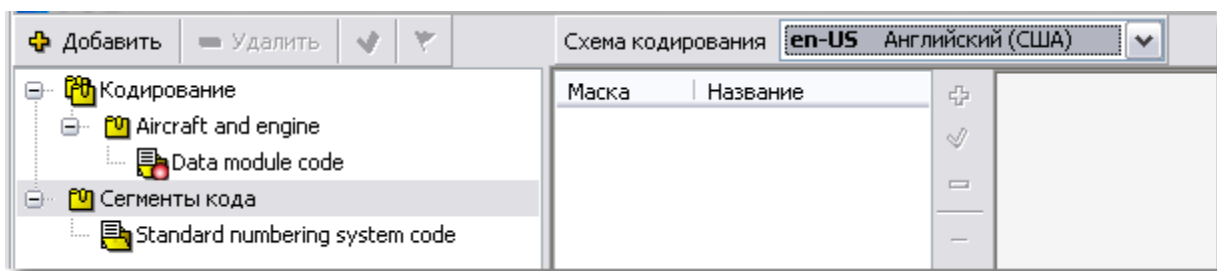 Добавить Удалить Схема кодирования en-US Английский (США)
Кодирование Маска Название
Aircraft and engine
Data module code
Сегменты кода
Standard numbering system code